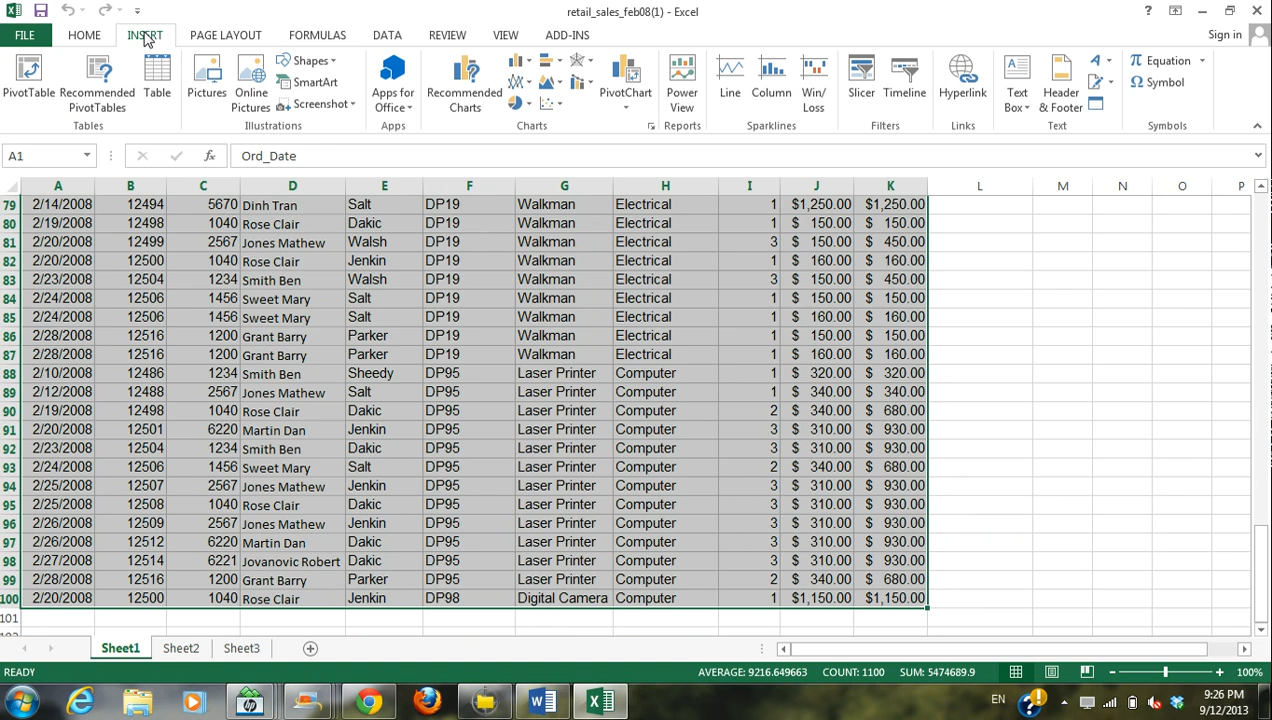 retail_sales_feb08(1) - Excel
FILE HOME INSERT PAGE LAYOUT FORMULAS DATA REVIEW VIEW ADD-INS Sign in
PivotTable
Recommended
PivotTables
Table
Tables
Pictures
Online
Pictures
Shapes
SmartArt
Screenshot
Illustrations
Apps for
Office
Apps
Recommended
Charts
PivotChart
Charts
Power
View
Reports
Line
Column
Win/
Loss
Sparklines
Slicer
Timeline
Filters
Hyperlink
Links
Text
Box
Header
& Footer
Text
Equation
Symbol
Symbols
A1 fx Ord_Date
A B C D E F G H I J K L M N O P
79 2/14/2008 12494 5670 Dinh Tran Salt DP19 Walkman Electrical 1 $1,250.00 $1,250.00
80 2/19/2008 12498 1040 Rose Clair Dakic DP19 Walkman Electrical 1 $ 150.00 $ 150.00
81 2/20/2008 12499 2567 Jones Mathew Walsh DP19 Walkman Electrical 3 $ 150.00 $ 450.00
82 2/20/2008 12500 1040 Rose Clair Jenkin DP19 Walkman Electrical 1 $ 160.00 $ 160.00
83 2/23/2008 12504 1234 Smith Ben Walsh DP19 Walkman Electrical 3 $ 150.00 $ 450.00
84 2/24/2008 12506 1456 Sweet Mary Salt DP19 Walkman Electrical 1 $ 150.00 $ 150.00
85 2/24/2008 12506 1456 Sweet Mary Salt DP19 Walkman Electrical 1 $ 160.00 $ 160.00
86 2/28/2008 12516 1200 Grant Barry Parker DP19 Walkman Electrical 1 $ 150.00 $ 150.00
87 2/28/2008 12516 1200 Grant Barry Parker DP19 Walkman Electrical 1 $ 160.00 $ 160.00
88 2/10/2008 12486 1234 Smith Ben Sheedy DP95 Laser Printer Computer 1 $ 320.00 $ 320.00
89 2/12/2008 12488 2567 Jones Mathew Salt DP95 Laser Printer Computer 1 $ 340.00 $ 340.00
90 2/19/2008 12498 1040 Rose Clair Dakic DP95 Laser Printer Computer 2 $ 340.00 $ 680.00
91 2/20/2008 12501 6220 Martin Dan Jenkin DP95 Laser Printer Computer 3 $ 310.00 $ 930.00
92 2/23/2008 12504 1234 Smith Ben Dakic DP95 Laser Printer Computer 3 $ 310.00 $ 930.00
93 2/24/2008 12506 1456 Sweet Mary Salt DP95 Laser Printer Computer 2 $ 340.00 $ 680.00
94 2/25/2008 12507 2567 Jones Mathew Jenkin DP95 Laser Printer Computer 3 $ 310.00 $ 930.00
95 2/25/2008 12508 1040 Rose Clair Dakic DP95 Laser Printer Computer 3 $ 310.00 $ 930.00
96 2/26/2008 12509 2567 Jones Mathew Jenkin DP95 Laser Printer Computer 3 $ 310.00 $ 930.00
97 2/26/2008 12512 6220 Martin Dan Dakic DP95 Laser Printer Computer 3 $ 310.00 $ 930.00
98 2/27/2008 12514 6221 Jovanovic Robert Dakic DP95 Laser Printer Computer 3 $ 310.00 $ 930.00
99 2/28/2008 12516 1200 Grant Barry Parker DP95 Laser Printer Computer 2 $ 340.00 $ 680.00
100 2/20/2008 12500 1040 Rose Clair Jenkin DP98 Digital Camera Computer 1 $1,150.00 $1,150.00
101
Sheet1 Sheet2 Sheet3
READY AVERAGE: 9216.649663 COUNT: 1100 SUM: 5474689.9 100%
EN 9:26 PM
9/12/2013